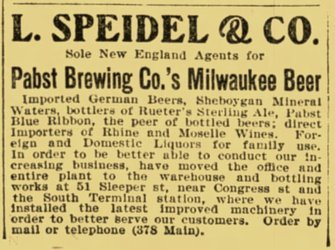 L. SPEIDEL & CO.
Sole New England Agents for
Pabst Brewing Co.'s Milwaukee Beer
Imported German Beers, Sheboygan Mineral
Waters, bottlers of Rueter's Sterling Ale, Pabst
Blue Ribbon, the peer of bottled beers; direct
Importers of Rhine and Moselle Wines. For-
eign and Domestic Liquors for family use.
In order to be better able to conduct our in-
creasing business, have moved the office and
entire plant to the warehouse and bottling
works at 51 Sleeper st, near Congress st and
the South Terminal station, where we have
installed the latest improved machinery in
order to better serve our customers. Order by
mail or telephone (378 Main).